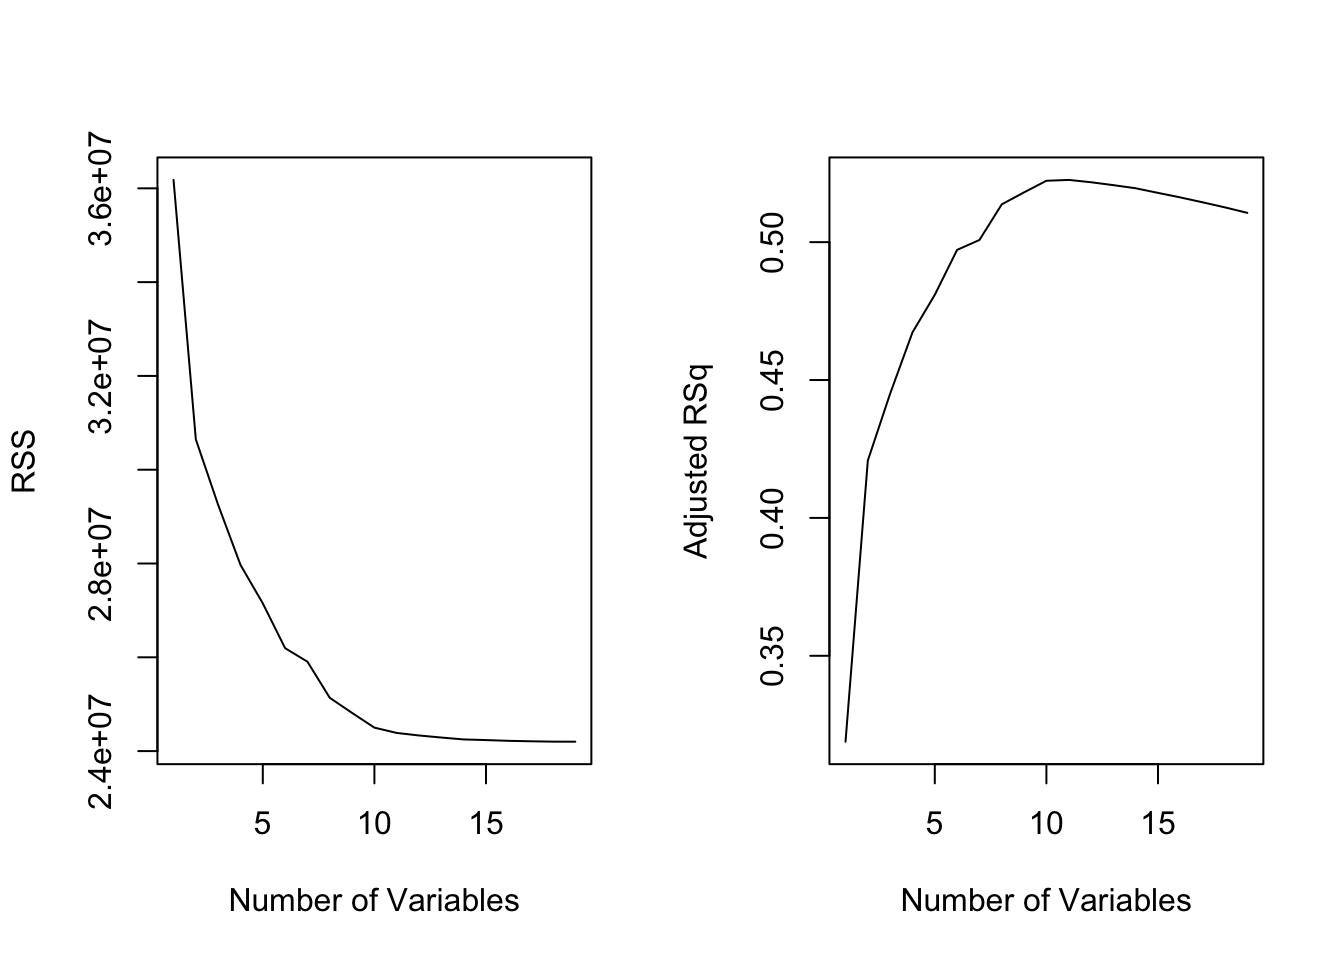 RSS
3.6e+07
3.2e+07
2.8e+07
2.4e+07
5 10 15
Number of Variables
Adjusted RSq
0.50
0.45
0.40
0.35
5 10 15
Number of Variables